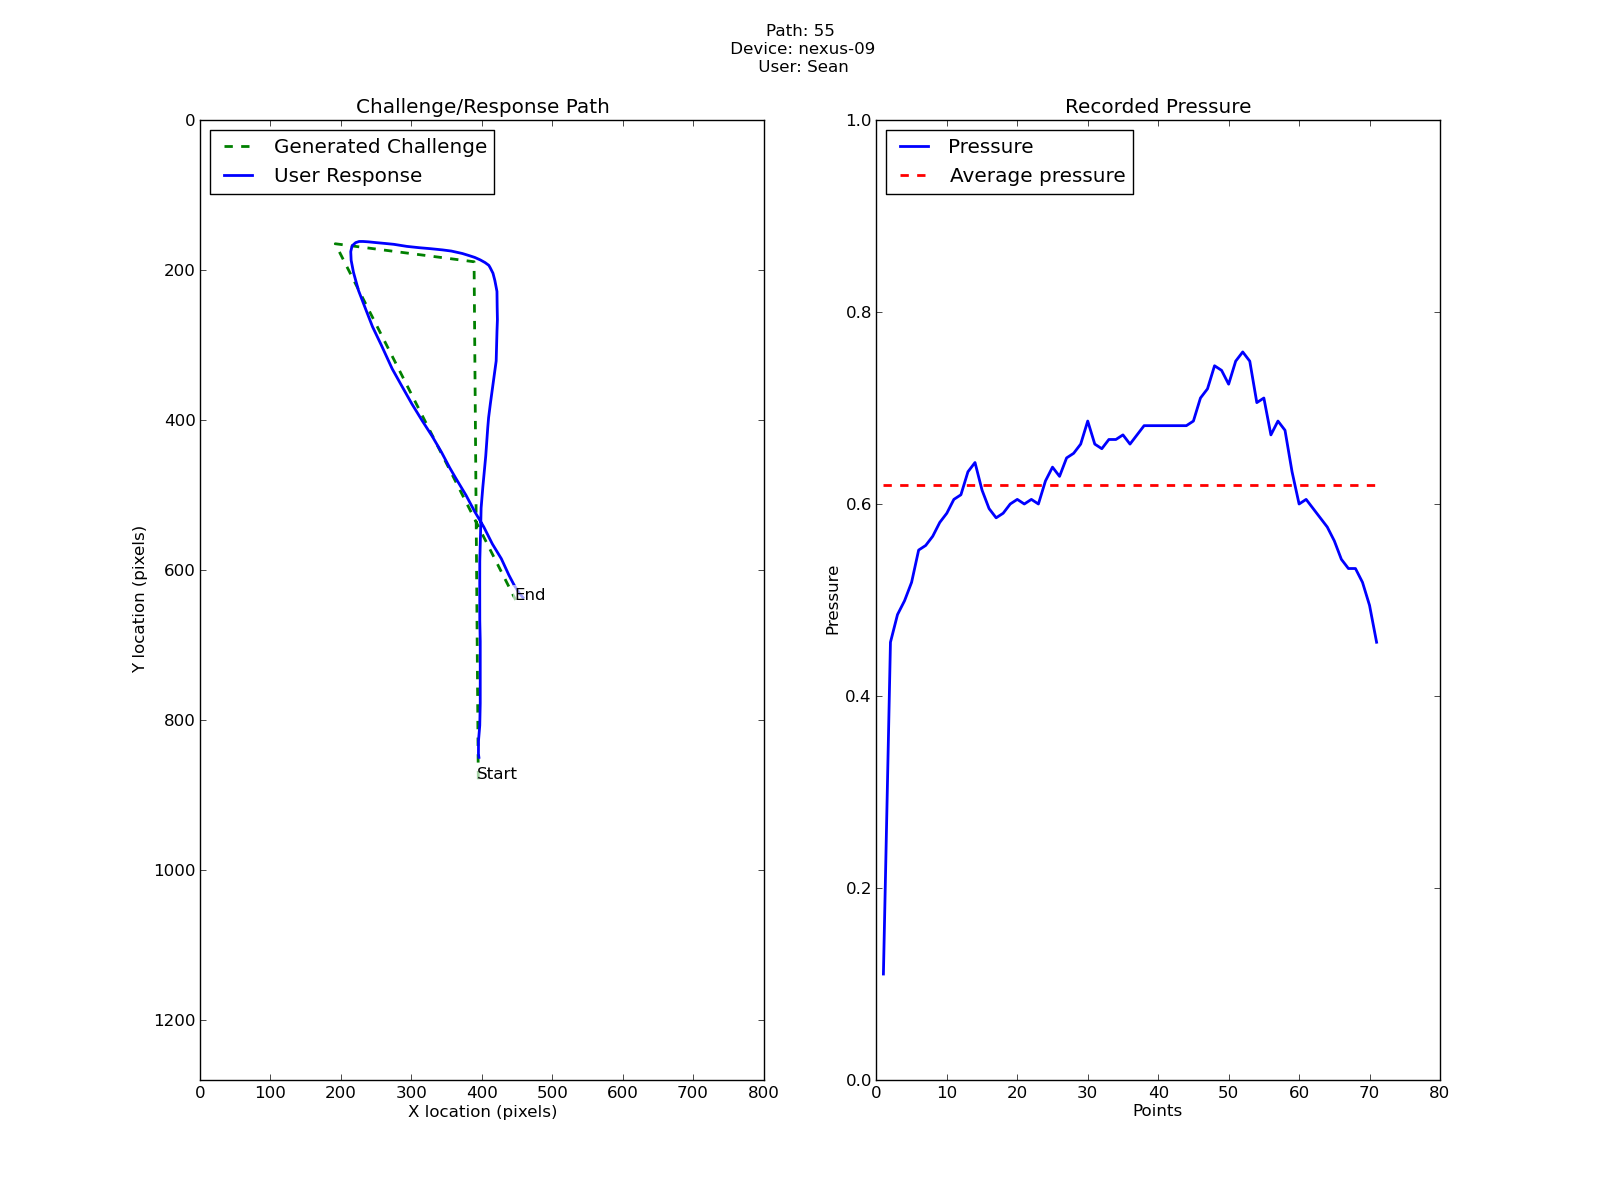 Path: 55
Device: nexus-09
User: Sean
Challenge/Response Path
Generated Challenge
User Response
0
200
400
600
800
1000
1200
Y location (pixels)
Start
End
0 100 200 300 400 500 600 700 800
X location (pixels)
Recorded Pressure
Pressure
Average pressure
1.0
0.8
0.6
0.4
0.2
0.0
Pressure
0 10 20 30 40 50 60 70 80
Points